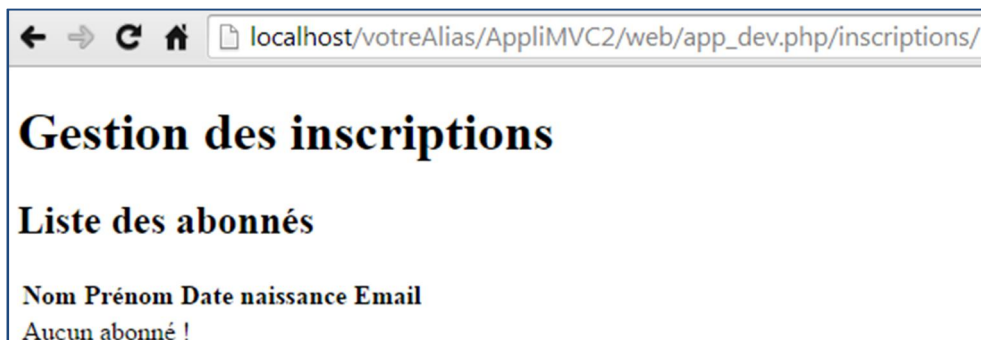 localhost/votreAlias/AppliMVC2/web/app_dev.php/inscriptions/
Gestion des inscriptions
Liste des abonnés
Nom Prénom Date naissance Email
Aucun abonné !